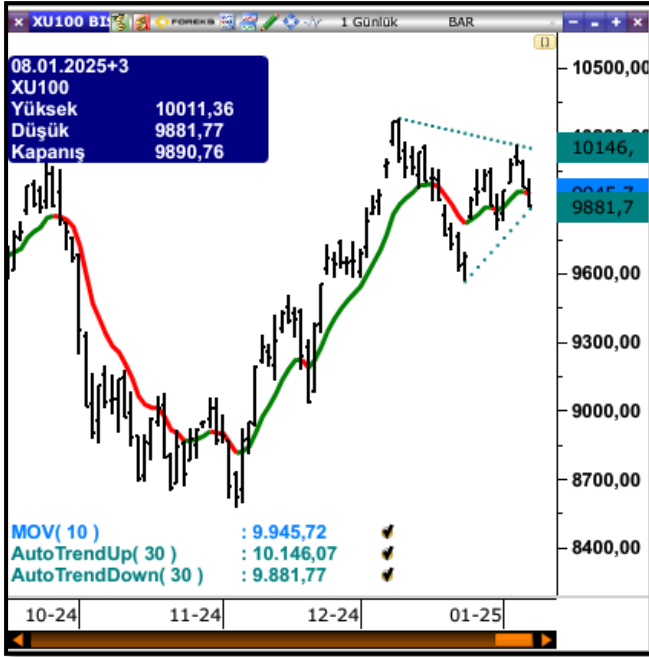 XU100 BIS FOREKS 1 Günlük BAR
08.01.2025+3
XU100
Yüksek 10011,36
Düşük 9881,77
Kapanış 9890,76
10500,00
10146,
9945,7
9881,7
9600,00
9300,00
9000,00
8700,00
8400,00
MOV( 10 ) : 9.945,72
AutoTrendUp( 30 ) : 10.146,07
AutoTrendDown( 30 ) : 9.881,77
10-24 11-24 12-24 01-25